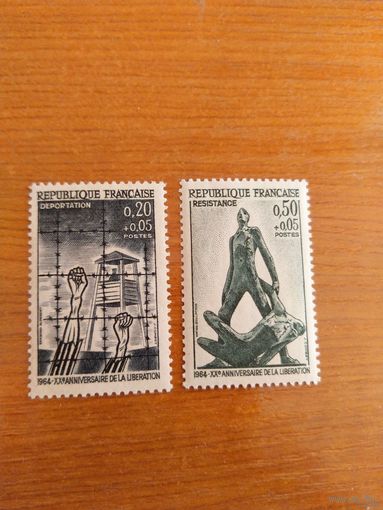 REPUBLIQUE FRANCAISE
DEPORTATION
0,20
+0,05
POSTES
1964-XXe ANNIVERSAIRE DE LA LIBERATION
REPUBLIQUE FRANCAISE
RESISTANCE
0,50
+0,05
POSTES
1964-XXe ANNIVERSAIRE DE LA LIBERATION